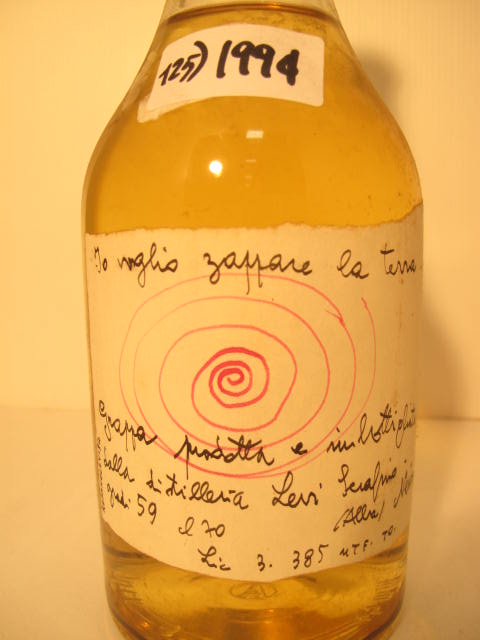 125) 1994
Io voglio zappare la terra
grappa prodotta e imbottigliata
dalla distilleria Levi Serafino
gradi 59 cl 70 (Alba) Neive
Lic 3. 385 UTF. TO.